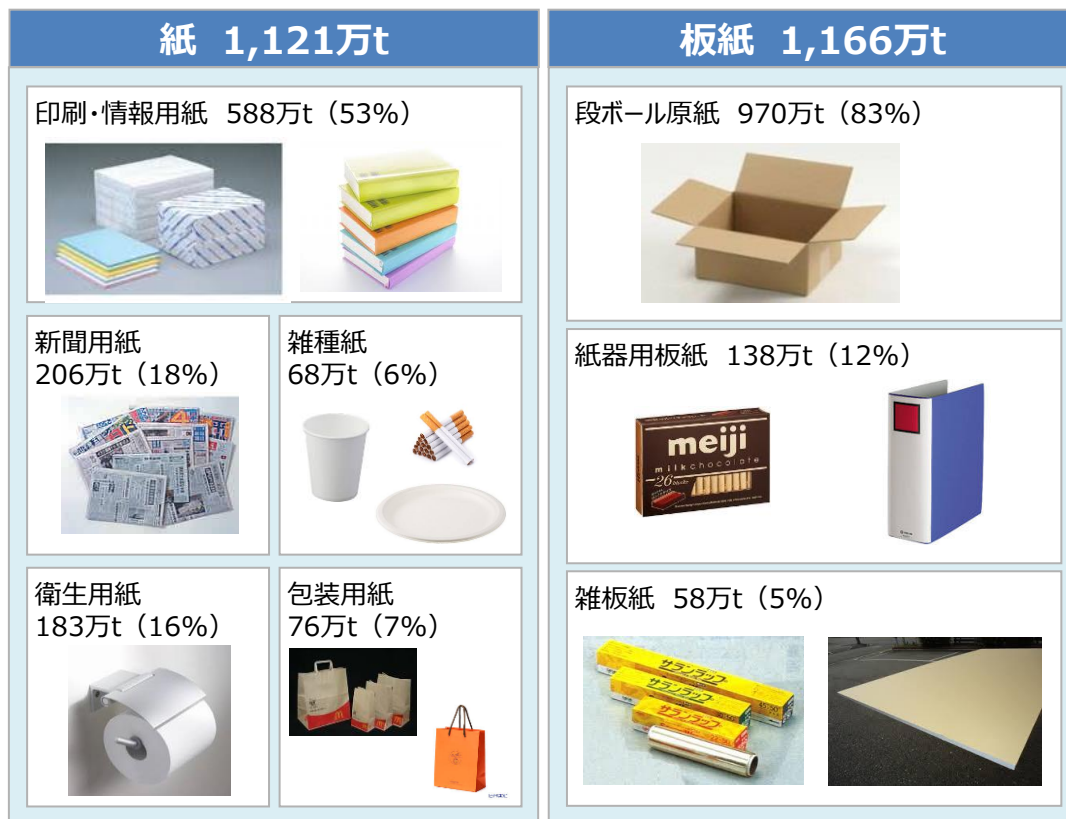 紙 1,121万t
印刷・情報用紙 588万t（53%）
新聞用紙
206万t（18%）
雑種紙
68万t（6%）
衛生用紙
183万t（16%）
包装用紙
76万t（7%）
板紙 1,166万t
段ボール原紙 970万t（83%）
紙器用板紙 138万t（12%）
meiji
milkchocolate
26
雑板紙 58万t（5%）
サランラップ
サランラップ
サランラップ